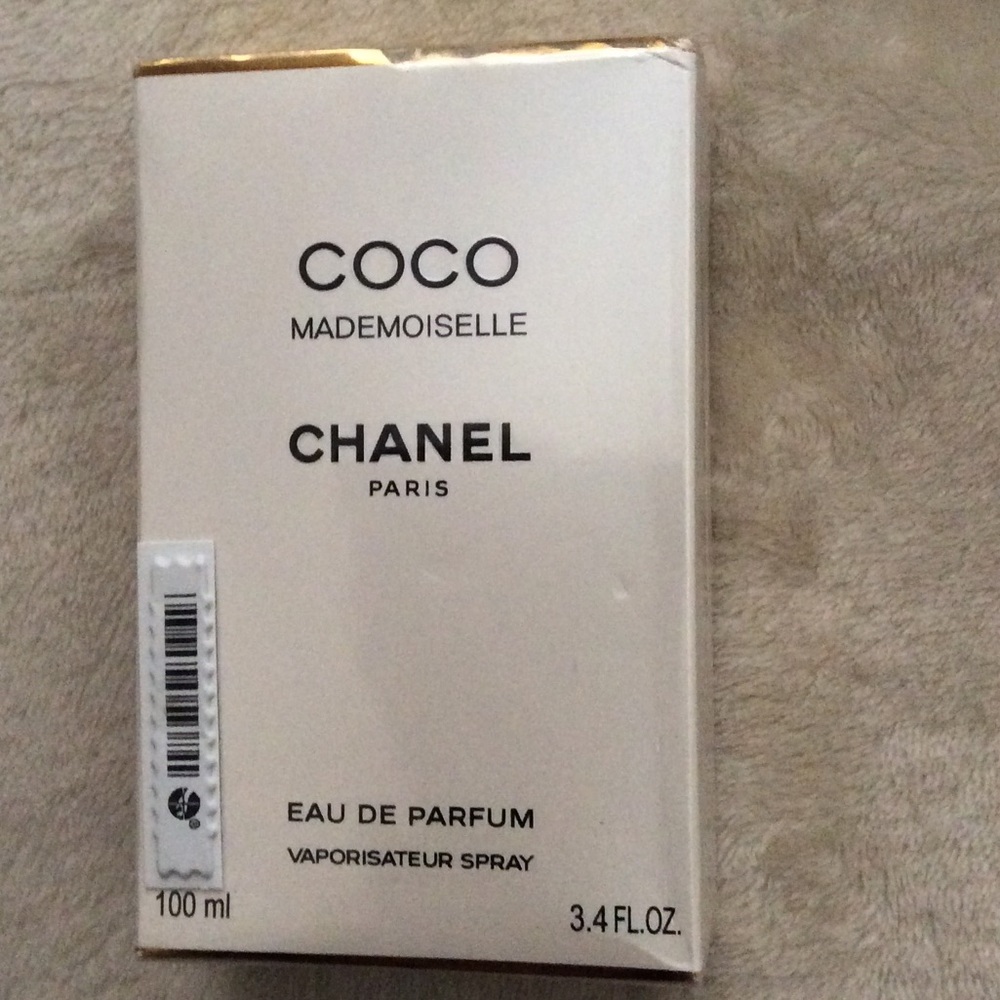 COCO
MADEMOISELLE
CHANEL
PARIS
EAU DE PARFUM
VAPORISATEUR SPRAY
100 ml
3.4 FL.OZ.